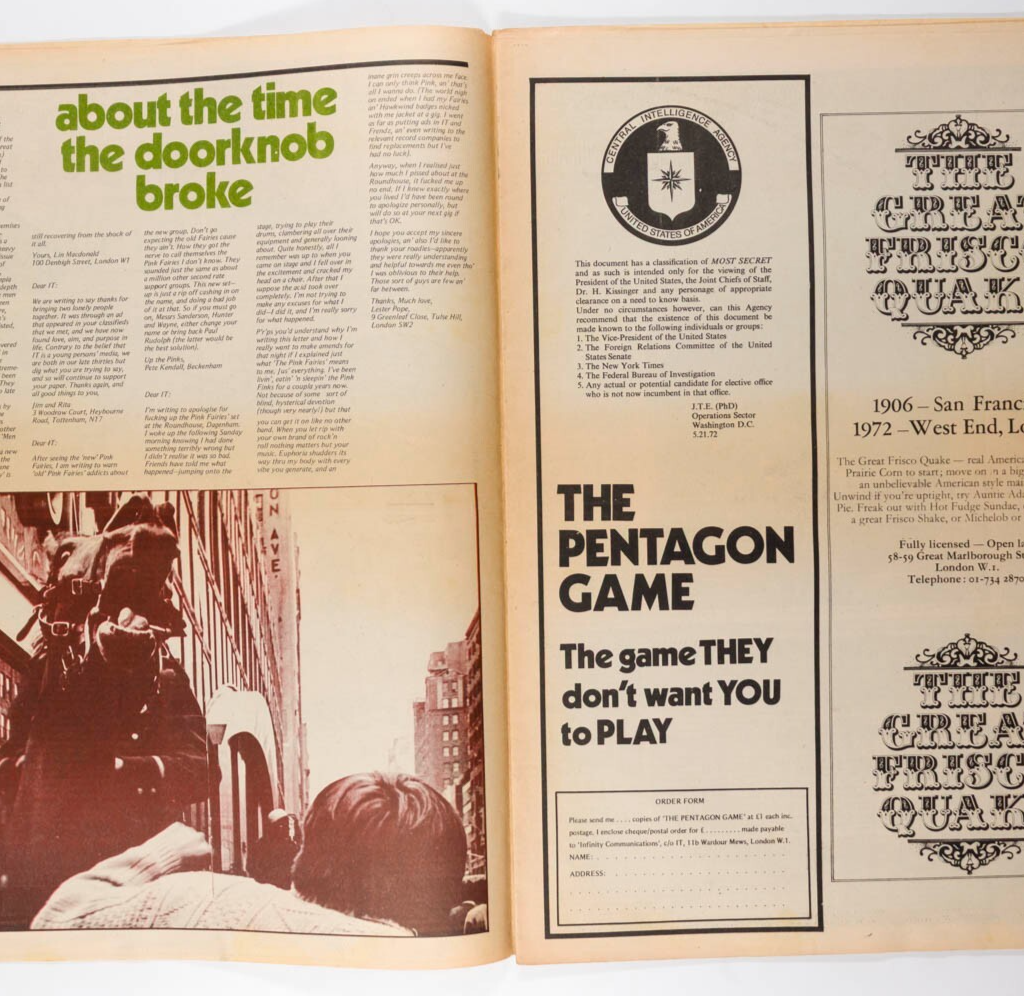 about the time
the doorknob
broke
still recovering from the shock of
it all.
Yours, Lin Macdonald
100 Denbigh Street, London W1
Dear IT:
We are writing to say thanks for
bringing two lonely people
together. It was through an ad
that appeared in your classifieds
that we met, and we have now
found love, aim, and purpose in
life. Contrary to the belief that
IT is a young persons' media, we
are both in our late thirties but
dig what you are trying to say,
and so will continue to support
your paper. Thanks again, and
all good things to you,
Jim and Rita
3 Woodrow Court, Heybourne
Road, Tottenham, N17
Dear IT:
After seeing the 'new' Pink
Fairies, I am writing to warn
'old' Pink Fairies' addicts about
the new group. Don't go
expecting the old Fairies cause
they ain't. How they got the
nerve to call themselves the
Pink Fairies I don't know. They
sounded just the same as about
a million other second rate
support groups. This new set-
up is just a rip off cashing in on
the name, and doing a bad job
of it at that. So if you must go
on, Messrs Sanderson, Hunter
and Wayne, either change your
name or bring back Paul
Rudolph (the latter would be
the best solution).
Up the Pinks,
Pete Kendall, Beckenham
Dear IT:
I'm writing to apologise for
fucking up the Pink Fairies' set
at the Roundhouse, Dagenham.
I woke up the following Sunday
morning knowing I had done
something terribly wrong but
I didn't realise it was so bad.
Friends have told me what
happened—jumping onto the
stage, trying to play their
drums, clambering all over their
equipment and generally looning
about. Quite honestly, all I
remember was up to when you
came on stage and I fell over in
the excitement and cracked my
head on a chair. After that I
suppose the acid took over
completely. I'm not trying to
make any excuses for what I
did—I did it, and I'm really sorry
for what happened.
P'r'aps you'd understand why I'm
writing this letter and how I
really want to make amends for
that night if I explained just
what 'The Pink Fairies' means
to me. Jus' everything. I've been
livin', eatin' 'n sleepin' the Pink
Finks for a couple years now.
Not because of some sort of
blind, hysterical devotion
(though very nearly!) but that
you can get it on like no other
band. When you let rip with
your own brand of rock'n
roll nothing matters but your
music. Euphoria shudders its
way thru my body with every
vibe you generate, and an
inane grin creeps across me face.
I can only think Pink, an' that's
all I wanna do. (The world nigh
on ended when I had my Fairies
an' Hawkwind badges nicked
with me jacket at a gig. I went
as far as putting ads in IT and
Frendz, an' even writing to the
relevant record companies to
find replacements but I've
had no luck).
Anyway, when I realised just
how much I pissed about at the
Roundhouse, it fucked me up
no end. If I knew exactly where
you lived I'd have been round
to apologize personally, but
will do so at your next gig if
that's OK.
I hope you accept my sincere
apologies, an' also I'd like to
thank your roadies—apparently
they were really understanding
and helpful towards me even tho'
I was oblivious to their help.
Those sort of guys are few an'
far between.
Thanks, Much love,
Lester Pope,
9 Greenleaf Close, Tulse Hill,
London SW2
ON AVE.
CENTRAL INTELLIGENCE AGENCY
UNITED STATES OF AMERICA
This document has a classification of MOST SECRET
and as such is intended only for the viewing of the
President of the United States, the Joint Chiefs of Staff,
Dr. H. Kissinger and any personage of appropriate
clearance on a need to know basis.
Under no circumstances however, can this Agency
recommend that the existence of this document be
made known to the following individuals or groups:
1. The Vice-President of the United States
2. The Foreign Relations Committee of the United
States Senate
3. The New York Times
4. The Federal Bureau of Investigation
5. Any actual or potential candidate for elective office
who is not now incumbent in that office.
J.T.E. (PhD)
Operations Sector
Washington D.C.
5.21.72
THE
PENTAGON
GAME
The game THEY
don't want YOU
to PLAY
ORDER FORM
Please send me .... copies of 'THE PENTAGON GAME' at £1 each inc.
postage. I enclose cheque/postal order for £ ......... made payable
to 'Infinity Communications', c/o IT, 11b Wardour Mews, London W.1.
NAME:
ADDRESS:
THE
GREA
FRISC
QUAK
1906 – San Franci
1972 – West End, Lo
The Great Frisco Quake — real America
Prairie Corn to start; move on a big
an unbelievable American style
Unwind if you're uptight, try Auntie Ada
Pie. Freak out with Hot Fudge Sundae,
a great Frisco Shake, or Michelob or
Fully licensed — Open la
58-59 Great Marlborough S
London W.1.
Telephone: 01-734 2870
THE
GREA
FRISC
QUAK